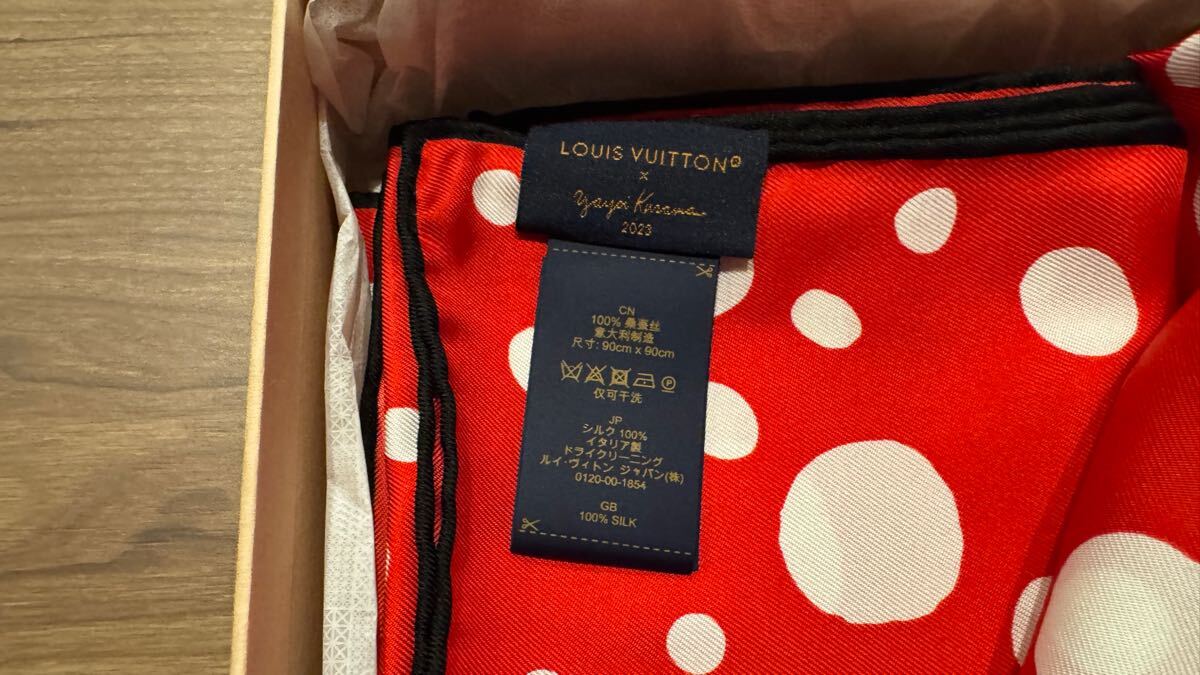 LOUIS VUITTON®
x
Yayoi Kusama
2023
CN
100% 桑蚕丝
意大利制造
尺寸: 90cm x 90cm
P
仅可干洗
JP
シルク 100%
イタリア製
ドライクリーニング
ルイ・ヴィトン ジャパン(株)
0120-00-1854
GB
100% SILK